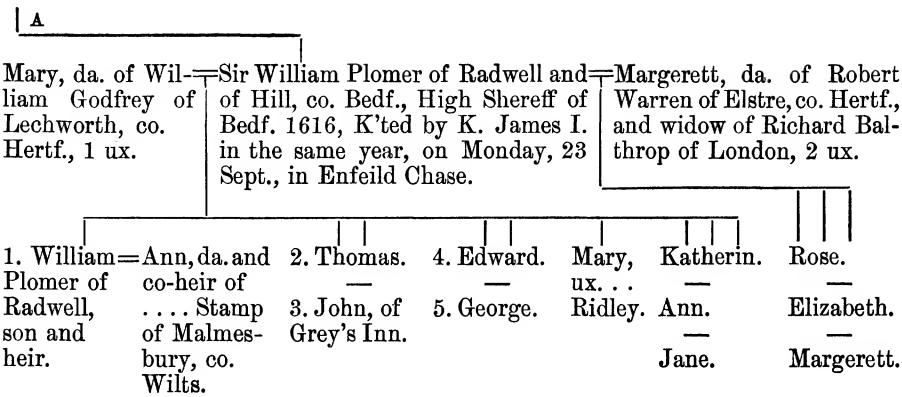 A
Mary, da. of Wil-
liam Godfrey of
Lechworth, co.
Hertf., 1 ux.
Sir William Plomer of Radwell and
of Hill, co. Bedf., High Shereff of
Bedf. 1616, K'ted by K. James I.
in the same year, on Monday, 23
Sept., in Enfeild Chase.
Margerett, da. of Robert
Warren of Elstre, co. Hertf.,
and widow of Richard Bal-
throp of London, 2 ux.
1. William
Plomer of
Radwell,
son and
heir.
Ann, da. and
co-heir of
.... Stamp
of Malmes-
bury, co.
Wilts.
2. Thomas.
3. John, of
Grey's Inn.
4. Edward.
5. George.
Mary,
ux. . .
Ridley.
Katherin.
Ann.
Jane.
Rose.
Elizabeth.
Margerett.